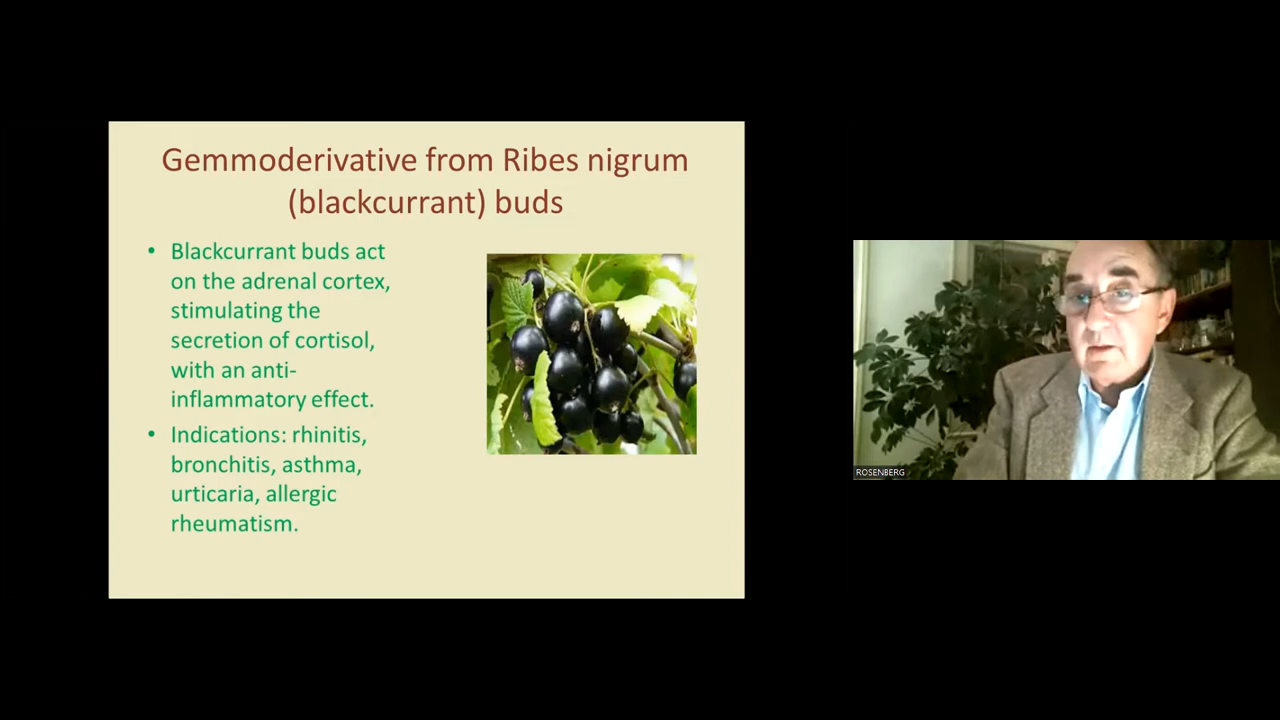 Gemmoderivative from Ribes nigrum
(blackcurrant) buds
• Blackcurrant buds act
on the adrenal cortex,
stimulating the
secretion of cortisol,
with an anti-
inflammatory effect.
• Indications: rhinitis,
bronchitis, asthma,
urticaria, allergic
rheumatism.
ROSENBERG